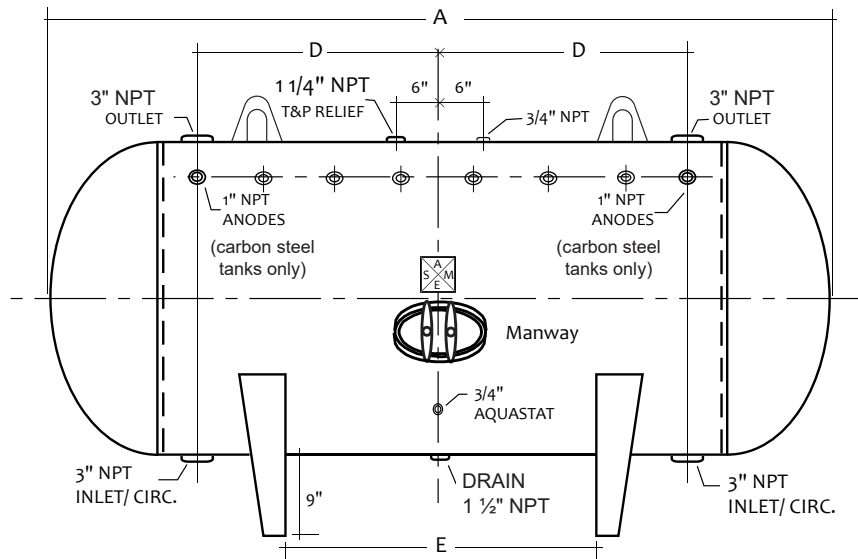 A
D
D
6"
6"
1 1/4" NPT
T&P RELIEF
3" NPT
OUTLET
3/4" NPT
3" NPT
OUTLET
1" NPT
ANODES
(carbon steel
tanks only)
1" NPT
ANODES
(carbon steel
tanks only)
A
S M
E
Manway
3/4"
AQUASTAT
3" NPT
INLET/ CIRC.
9"
DRAIN
1 ½" NPT
3" NPT
INLET/ CIRC.
E